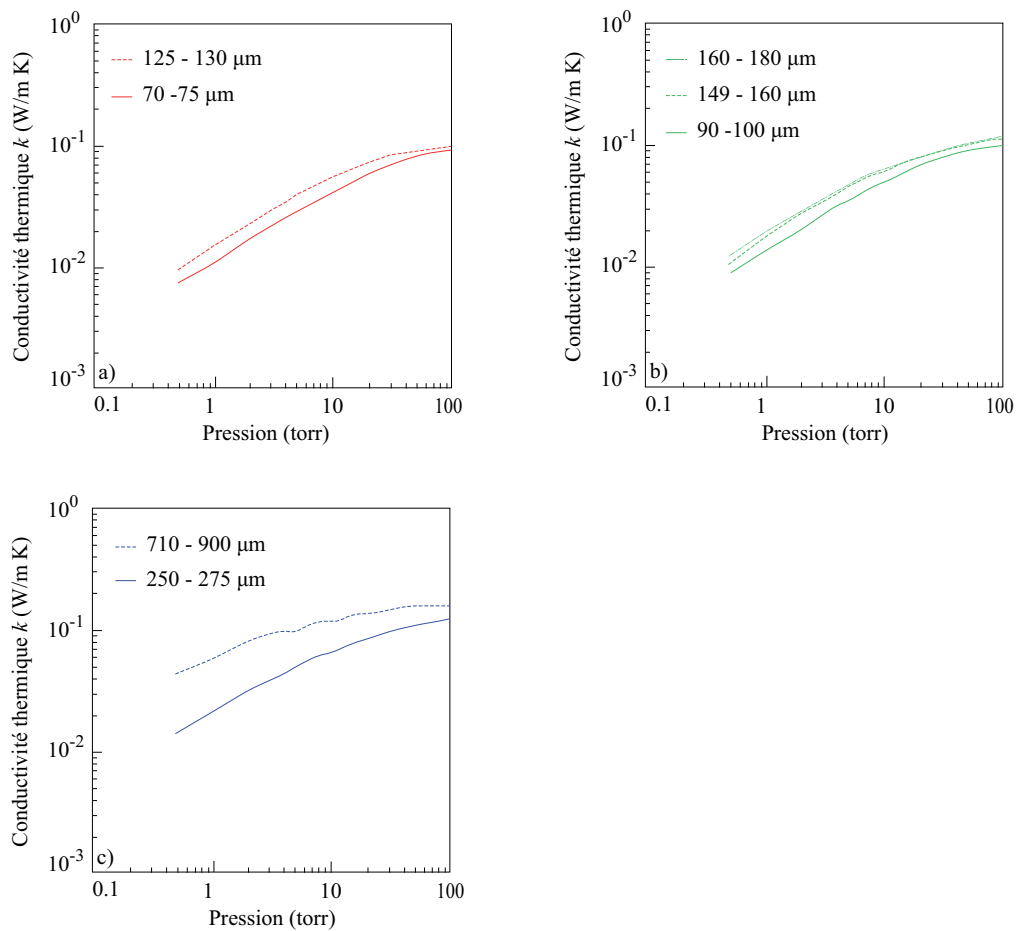 10^0
10^-1
10^-2
10^-3
Conductivité thermique k (W/m K)
125 - 130 μm
70 -75 μm
a)
0.1 1 10 100
Pression (torr)
10^0
10^-1
10^-2
10^-3
Conductivité thermique k (W/m K)
160 - 180 μm
149 - 160 μm
90 -100 μm
b)
0.1 1 10 100
Pression (torr)
10^0
10^-1
10^-2
10^-3
Conductivité thermique k (W/m K)
710 - 900 μm
250 - 275 μm
c)
0.1 1 10 100
Pression (torr)